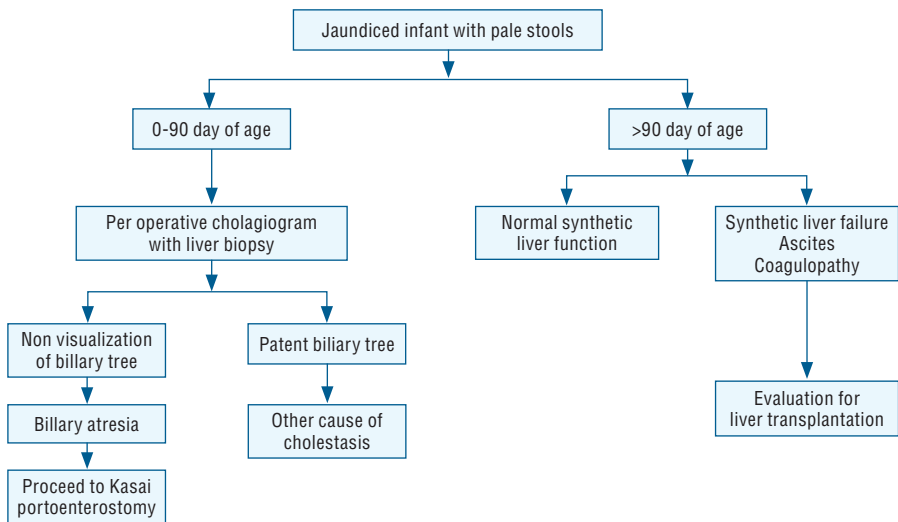 Jaundiced infant with pale stools
0-90 day of age
>90 day of age
Per operative cholagiogram
with liver biopsy
Normal synthetic
liver function
Synthetic liver failure
Ascites
Coagulopathy
Non visualization
of billary tree
Patent biliary tree
Billary atresia
Other cause of
cholestasis
Evaluation for
liver transplantation
Proceed to Kasai
portoenterostomy